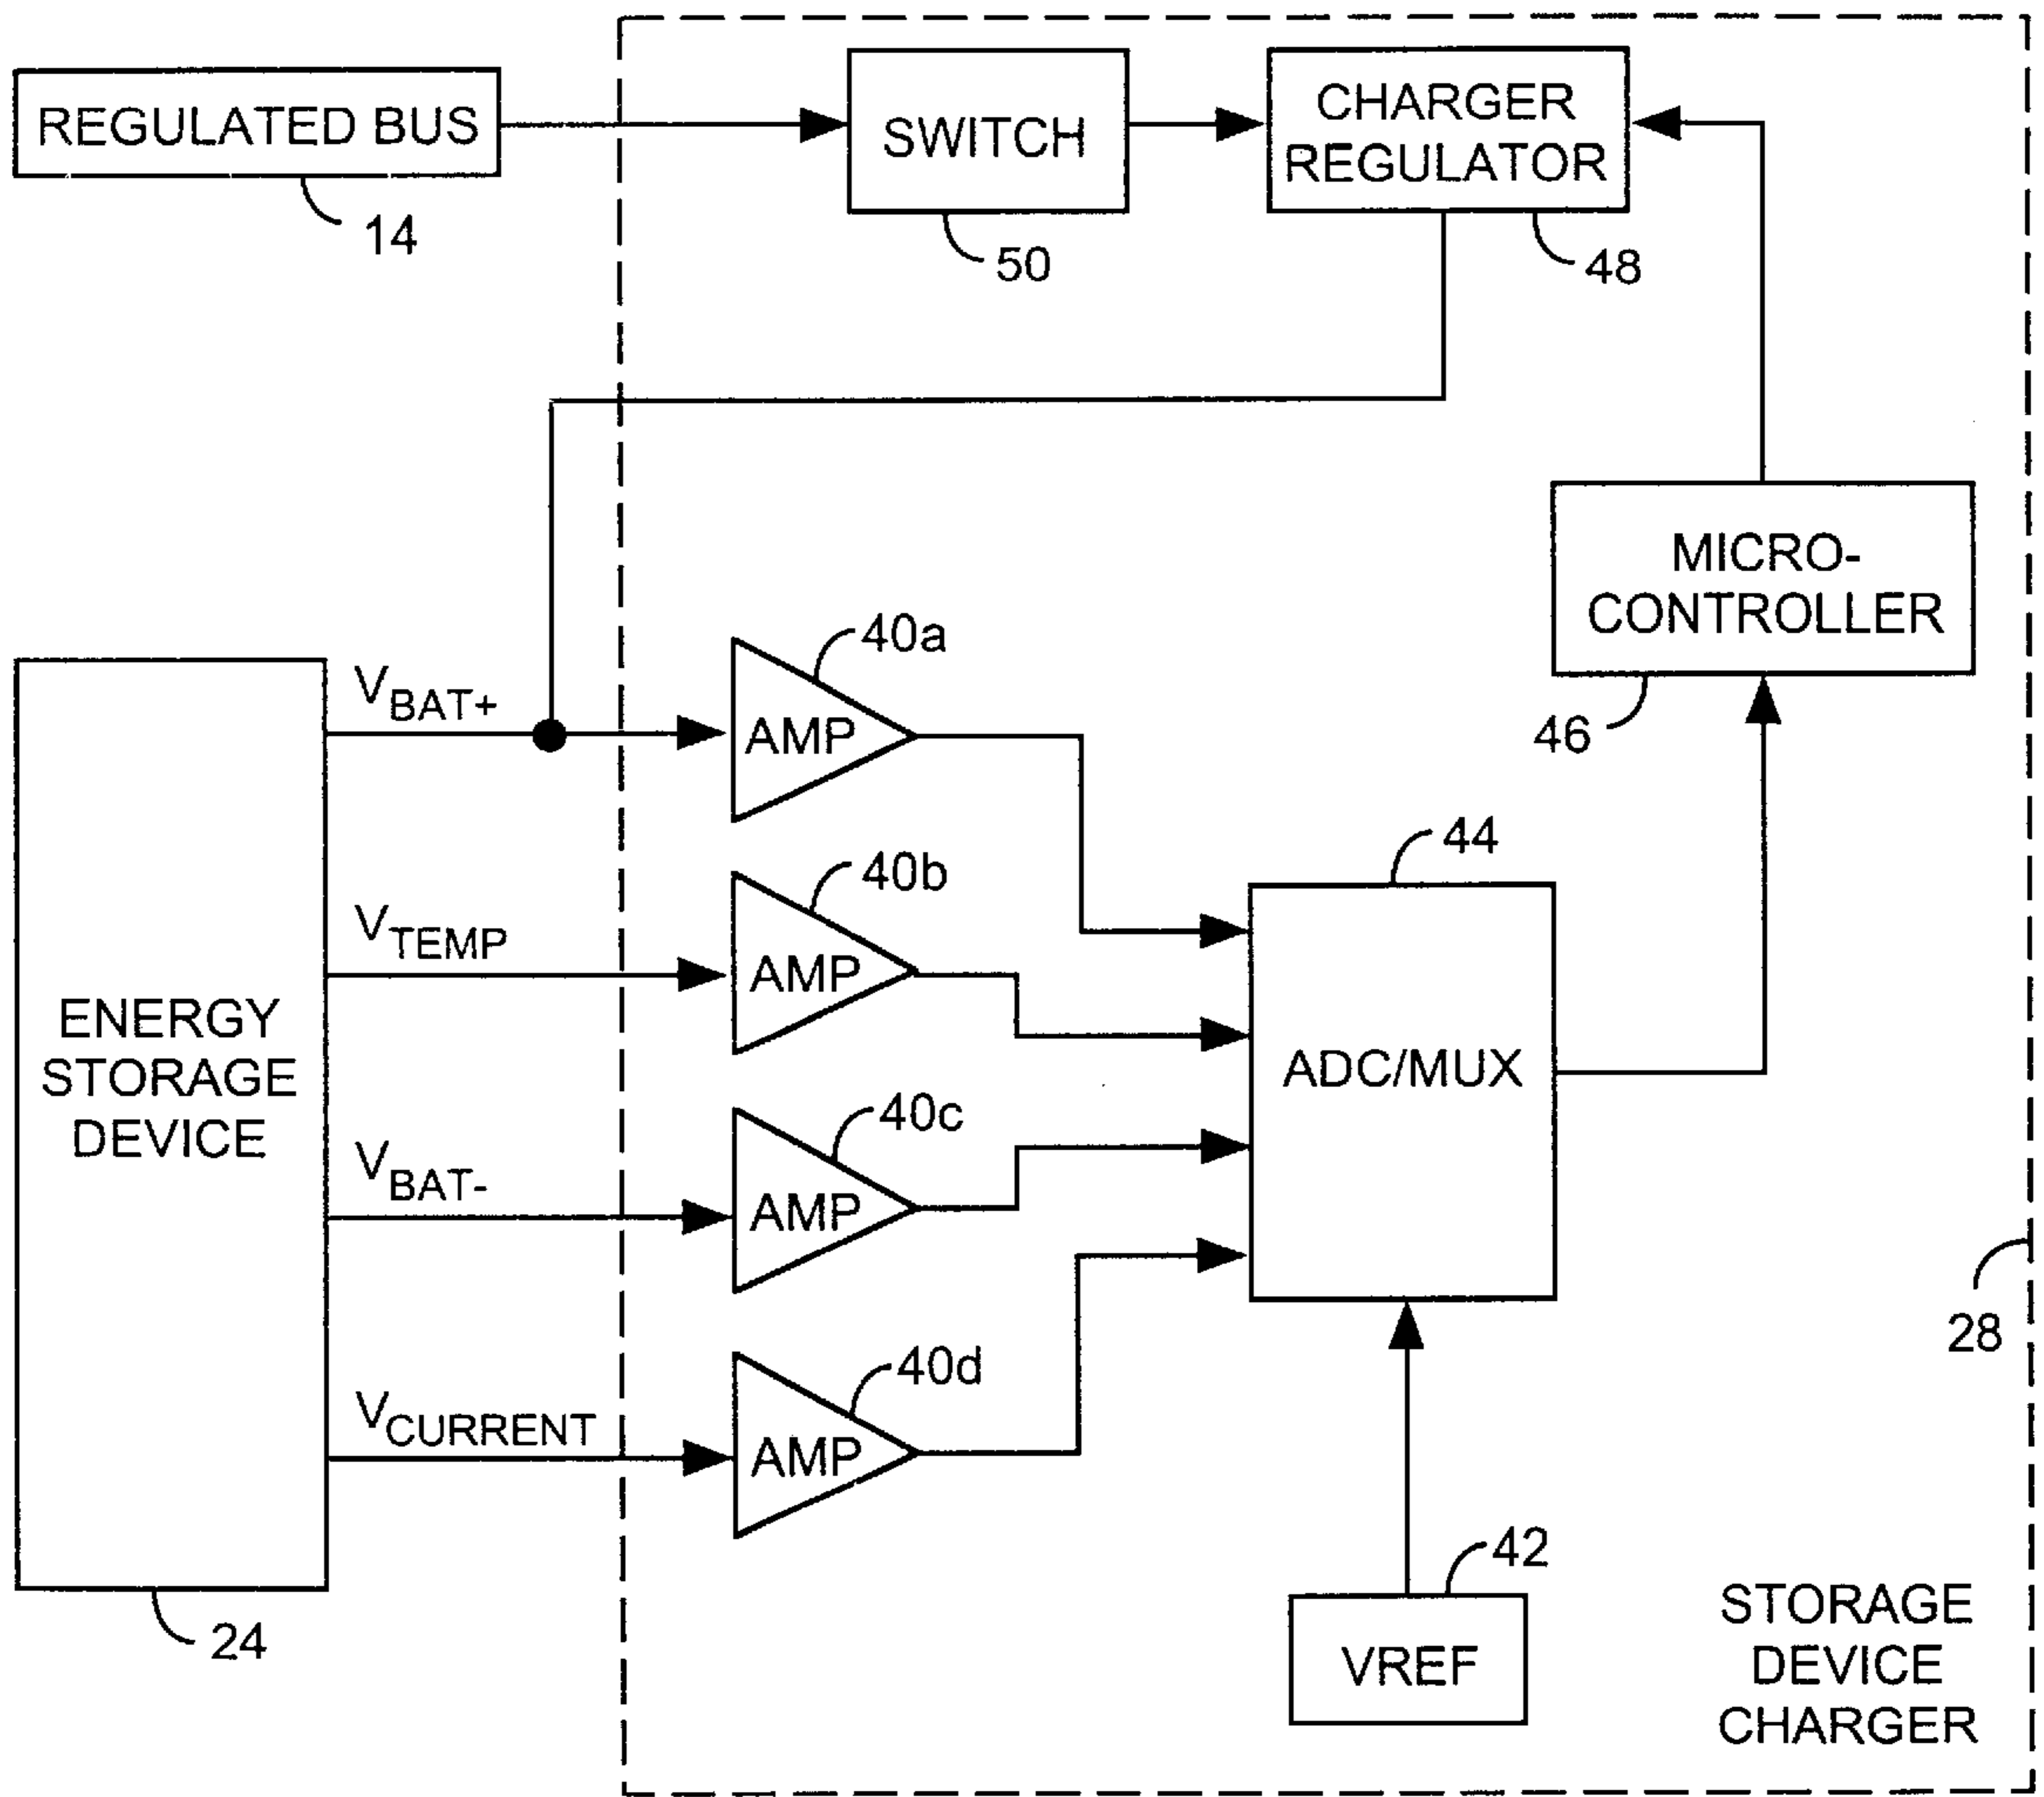 REGULATED BUS
14
SWITCH
50
CHARGER
REGULATOR
48
MICRO-
CONTROLLER
46
ENERGY
STORAGE
DEVICE
24
VBAT+
VTEMP
VBAT-
VCURRENT
AMP
40a
AMP
40b
AMP
40c
AMP
40d
44
ADC/MUX
42
VREF
28
STORAGE
DEVICE
CHARGER